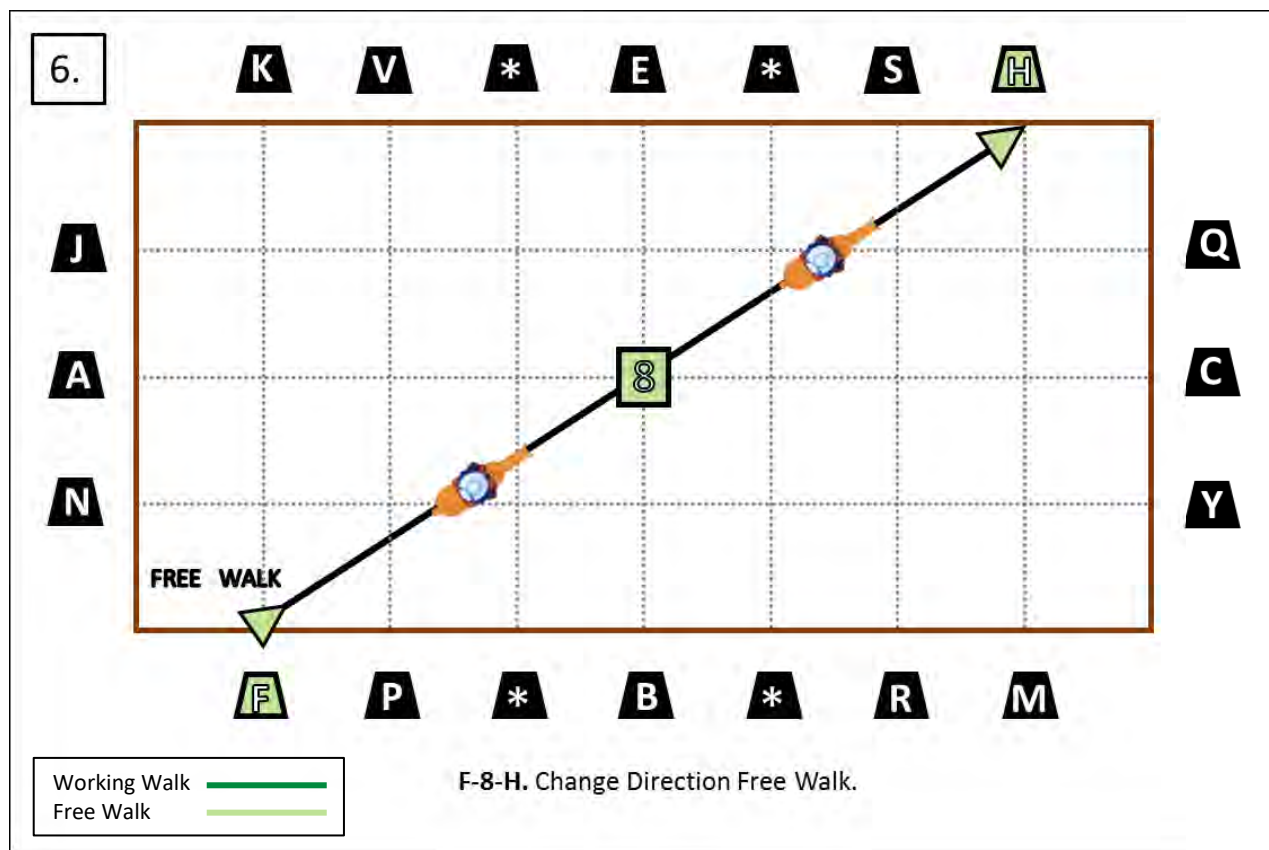 6.
K V * E * S H
J Q
A 8 C
N Y
FREE WALK
F P * B * R M
Working Walk
Free Walk
F-8-H. Change Direction Free Walk.